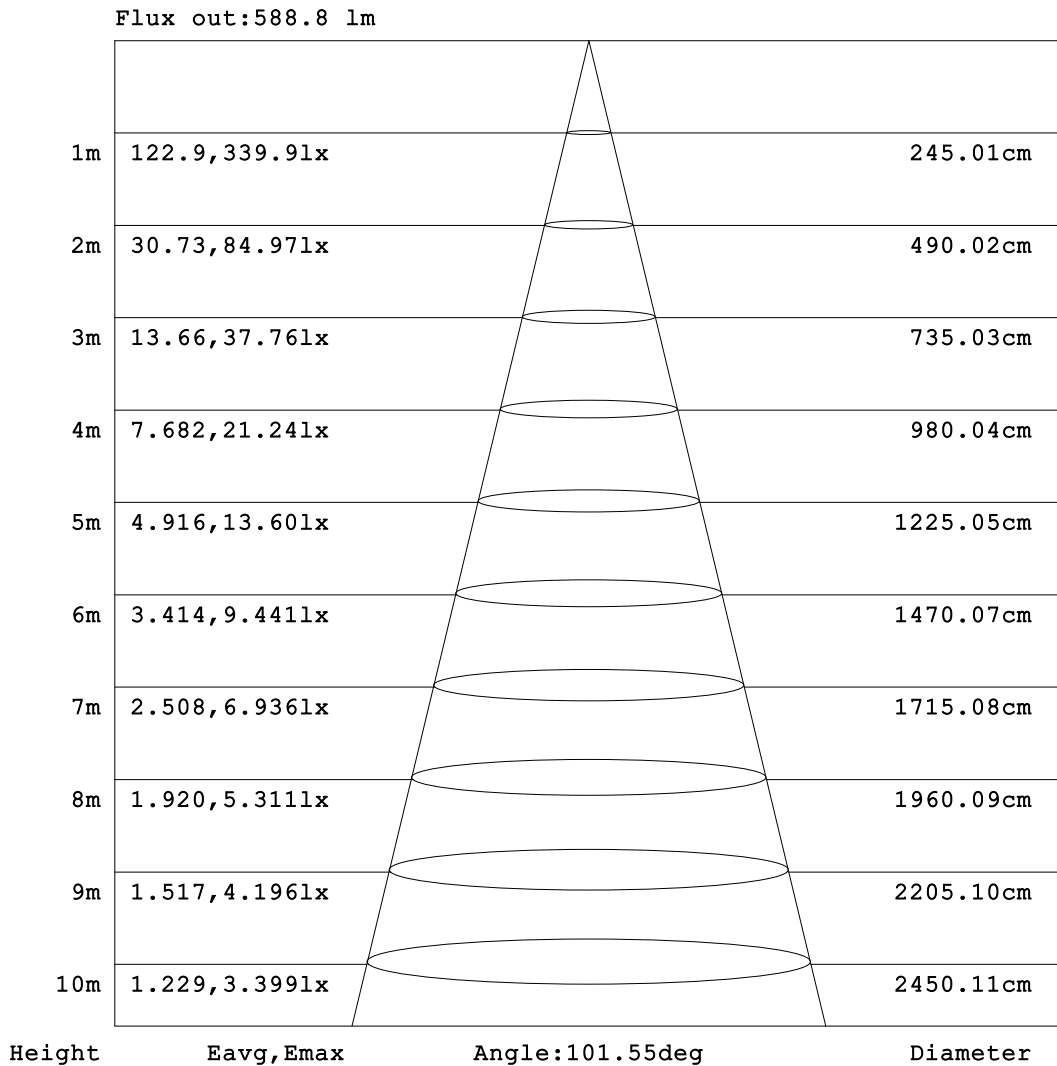 Flux out:588.8 lm
1m 122.9,339.9lx 245.01cm
2m 30.73,84.97lx 490.02cm
3m 13.66,37.76lx 735.03cm
4m 7.682,21.24lx 980.04cm
5m 4.916,13.60lx 1225.05cm
6m 3.414,9.441lx 1470.07cm
7m 2.508,6.936lx 1715.08cm
8m 1.920,5.311lx 1960.09cm
9m 1.517,4.196lx 2205.10cm
10m 1.229,3.399lx 2450.11cm
Height Eavg,Emax Angle:101.55deg Diameter